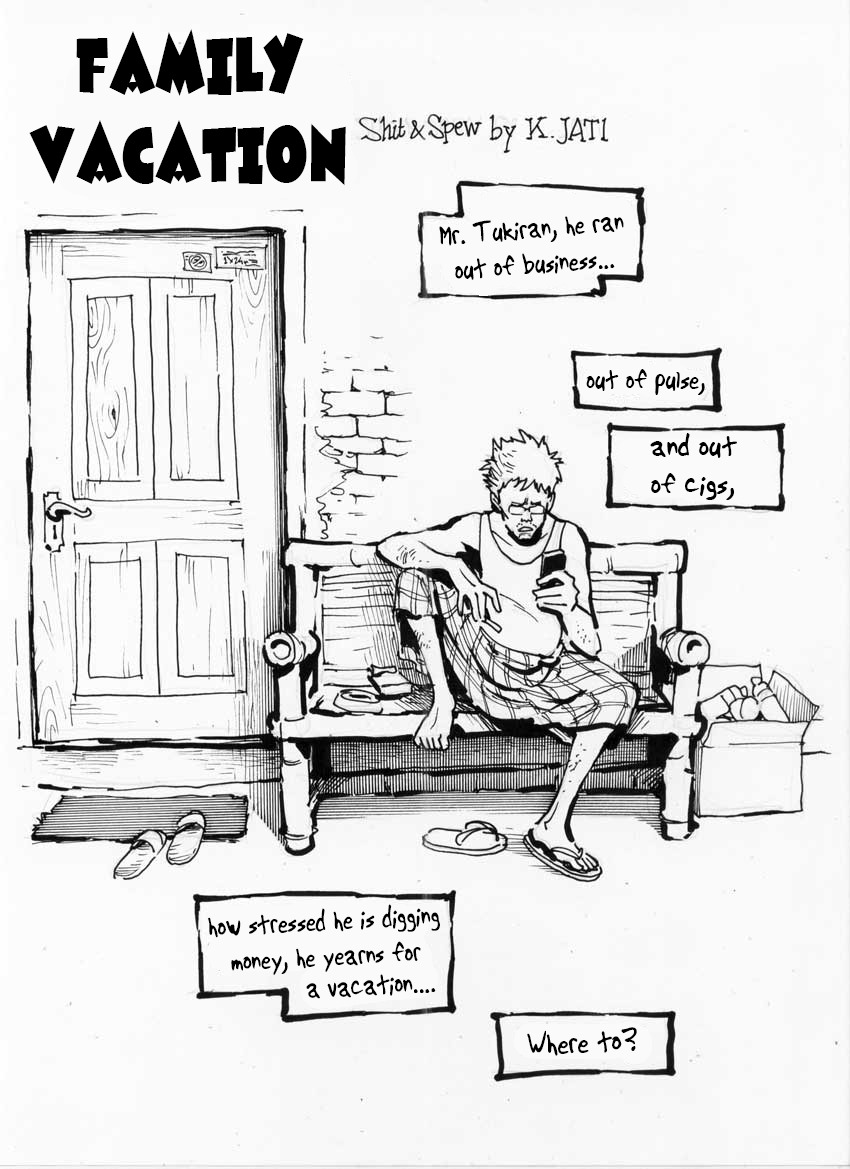 FAMILY
VACATION
Shit & Spew by K. JATI
Mr. Tukiran, he ran
out of business...
out of pulse,
and out
of cigs,
how stressed he is digging
money, he yearns for
a vacation....
Where to?